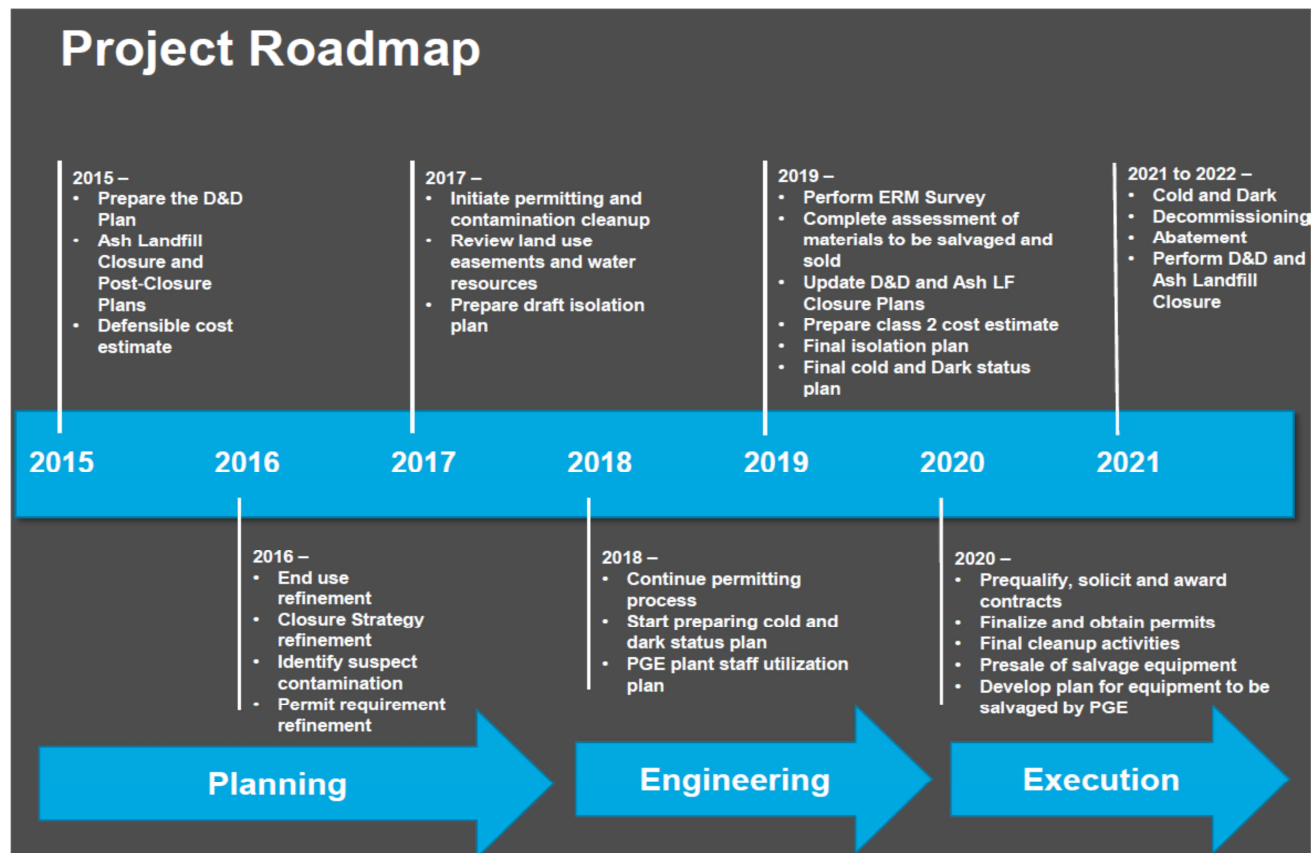 Project Roadmap
2015 –
• Prepare the D&D
Plan
• Ash Landfill
Closure and
Post-Closure
Plans
• Defensible cost
estimate
2017 –
• Initiate permitting and
contamination cleanup
• Review land use
easements and water
resources
• Prepare draft isolation
plan
2019 –
• Perform ERM Survey
• Complete assessment of
materials to be salvaged and
sold
• Update D&D and Ash LF
Closure Plans
• Prepare class 2 cost estimate
• Final isolation plan
• Final cold and Dark status
plan
2021 to 2022 –
• Cold and Dark
• Decommissioning
• Abatement
• Perform D&D and
Ash Landfill
Closure
2015 2016 2017 2018 2019 2020 2021
2016 –
• End use
refinement
• Closure Strategy
refinement
• Identify suspect
contamination
• Permit requirement
refinement
2018 –
• Continue permitting
process
• Start preparing cold and
dark status plan
• PGE plant staff utilization
plan
2020 –
• Prequalify, solicit and award
contracts
• Finalize and obtain permits
• Final cleanup activities
• Presale of salvage equipment
• Develop plan for equipment to be
salvaged by PGE
Planning
Engineering
Execution